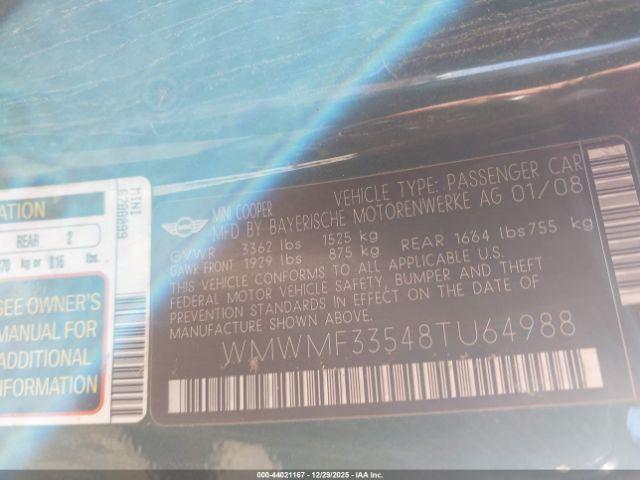 ATION
REAR 2
370 kg or 816 lbs.
SEE OWNER'S
MANUAL FOR
ADDITIONAL
INFORMATION
MINI
MINI COOPER
VEHICLE TYPE: PASSENGER CAR
MFD BY BAYERISCHE MOTORENWERKE AG 01/08
GVWR 3362 lbs 1525 kg
GAWR FRONT 1929 lbs 875 kg REAR 1664 lbs 755 kg
THIS VEHICLE CONFORMS TO ALL APPLICABLE U.S.
FEDERAL MOTOR VEHICLE SAFETY, BUMPER AND THEFT
PREVENTION STANDARDS IN EFFECT ON THE DATE OF
MANUFACTURE SHOWN ABOVE.
WMWMF33548TU64988
000-44021167 - 12/29/2025 - IAA Inc.